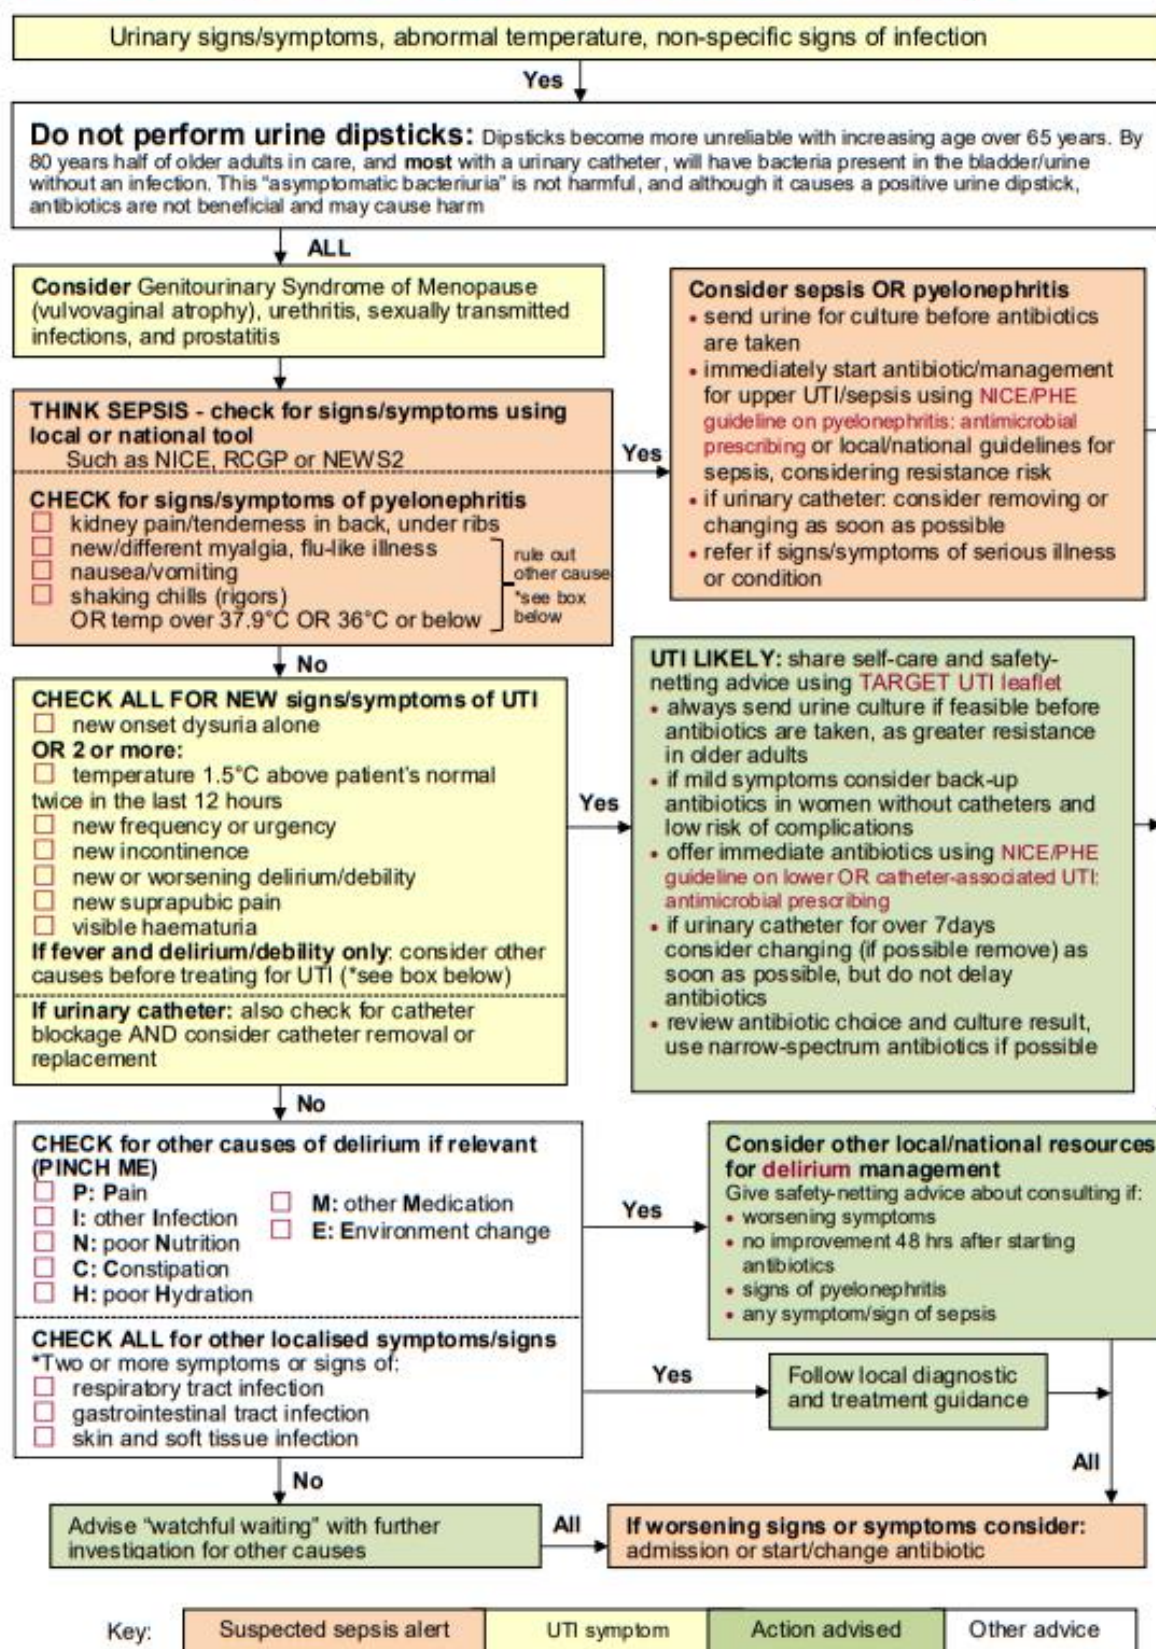 Urinary signs/symptoms, abnormal temperature, non-specific signs of infection
Yes
Do not perform urine dipsticks: Dipsticks become more unreliable with increasing age over 65 years. By
80 years half of older adults in care, and most with a urinary catheter, will have bacteria present in the bladder/urine
without an infection. This "asymptomatic bacteriuria" is not harmful, and although it causes a positive urine dipstick,
antibiotics are not beneficial and may cause harm
ALL
Consider Genitourinary Syndrome of Menopause
(vulvovaginal atrophy), urethritis, sexually transmitted
infections, and prostatitis
THINK SEPSIS - check for signs/symptoms using
local or national tool
Such as NICE, RCGP or NEWS2
CHECK for signs/symptoms of pyelonephritis
kidney pain/tenderness in back, under ribs
new/different myalgia, flu-like illness
nausea/vomiting
shaking chills (rigors)
OR temp over 37.9°C OR 36°C or below
rule out
other cause
*see box
below
Yes
Consider sepsis OR pyelonephritis
• send urine for culture before antibiotics
are taken
• immediately start antibiotic/management
for upper UTI/sepsis using NICE/PHE
guideline on pyelonephritis: antimicrobial
prescribing or local/national guidelines for
sepsis, considering resistance risk
• if urinary catheter: consider removing or
changing as soon as possible
• refer if signs/symptoms of serious illness
or condition
No
CHECK ALL FOR NEW signs/symptoms of UTI
new onset dysuria alone
OR 2 or more:
temperature 1.5°C above patient's normal
twice in the last 12 hours
new frequency or urgency
new incontinence
new or worsening delirium/debility
new suprapubic pain
visible haematuria
If fever and delirium/debility only: consider other
causes before treating for UTI (*see box below)
If urinary catheter: also check for catheter
blockage AND consider catheter removal or
replacement
Yes
UTI LIKELY: share self-care and safety-
netting advice using TARGET UTI leaflet
• always send urine culture if feasible before
antibiotics are taken, as greater resistance
in older adults
• if mild symptoms consider back-up
antibiotics in women without catheters and
low risk of complications
• offer immediate antibiotics using NICE/PHE
guideline on lower OR catheter-associated UTI:
antimicrobial prescribing
• if urinary catheter for over 7days
consider changing (if possible remove) as
soon as possible, but do not delay
antibiotics
• review antibiotic choice and culture result,
use narrow-spectrum antibiotics if possible
No
CHECK for other causes of delirium if relevant
(PINCH ME)
P: Pain
I: other Infection
N: poor Nutrition
C: Constipation
H: poor Hydration
M: other Medication
E: Environment change
Yes
Consider other local/national resources
for delirium management
Give safety-netting advice about consulting if:
• worsening symptoms
• no improvement 48 hrs after starting
antibiotics
• signs of pyelonephritis
• any symptom/sign of sepsis
CHECK ALL for other localised symptoms/signs
*Two or more symptoms or signs of:
respiratory tract infection
gastrointestinal tract infection
skin and soft tissue infection
Yes
Follow local diagnostic
and treatment guidance
All
No
Advise "watchful waiting" with further
investigation for other causes
All
If worsening signs or symptoms consider:
admission or start/change antibiotic
Key:
Suspected sepsis alert
UTI symptom
Action advised
Other advice